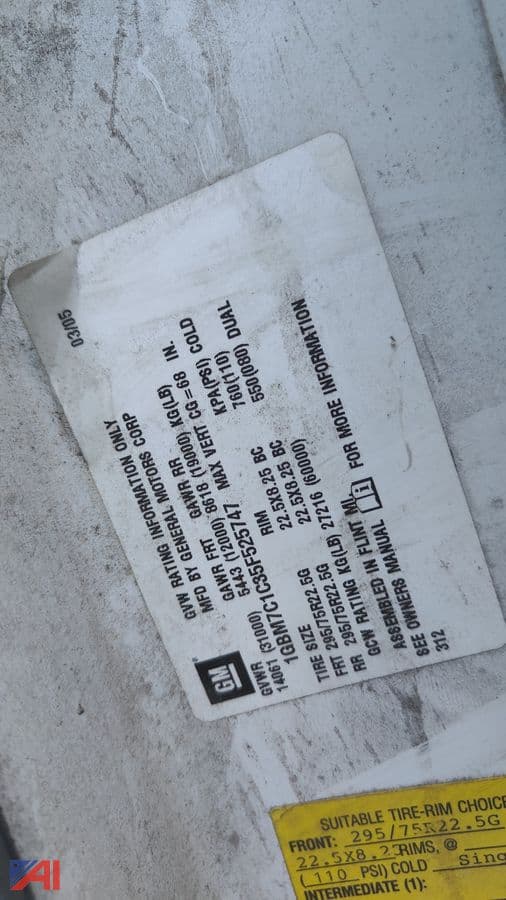 03/05
GVW RATING INFORMATION ONLY
MFD BY GENERAL MOTORS CORP
GVWR GAWR FRT GAWR RR KG(LB)
14061 (31000) 5443 (12000) 8618 (19000) MAX VERT CG = 68 IN.
1GBM7C1C35F525747
TIRE SIZE RIM KPA(PSI) COLD
FRT 295/75R22.5G 22.5X8.25 BC 760(110)
RR 295/75R22.5G 22.5X8.25 BC 550(080) DUAL
GCW RATING KG(LB) 27216 (60000)
ASSEMBLED IN FLINT MI.
SEE OWNERS MANUAL FOR MORE INFORMATION
312
GM
SUITABLE TIRE-RIM CHOICE
FRONT: 295/75R22.5G
22.5X8.25RIMS, @
(110 PSI) COLD Sing
INTERMEDIATE (1):
AI